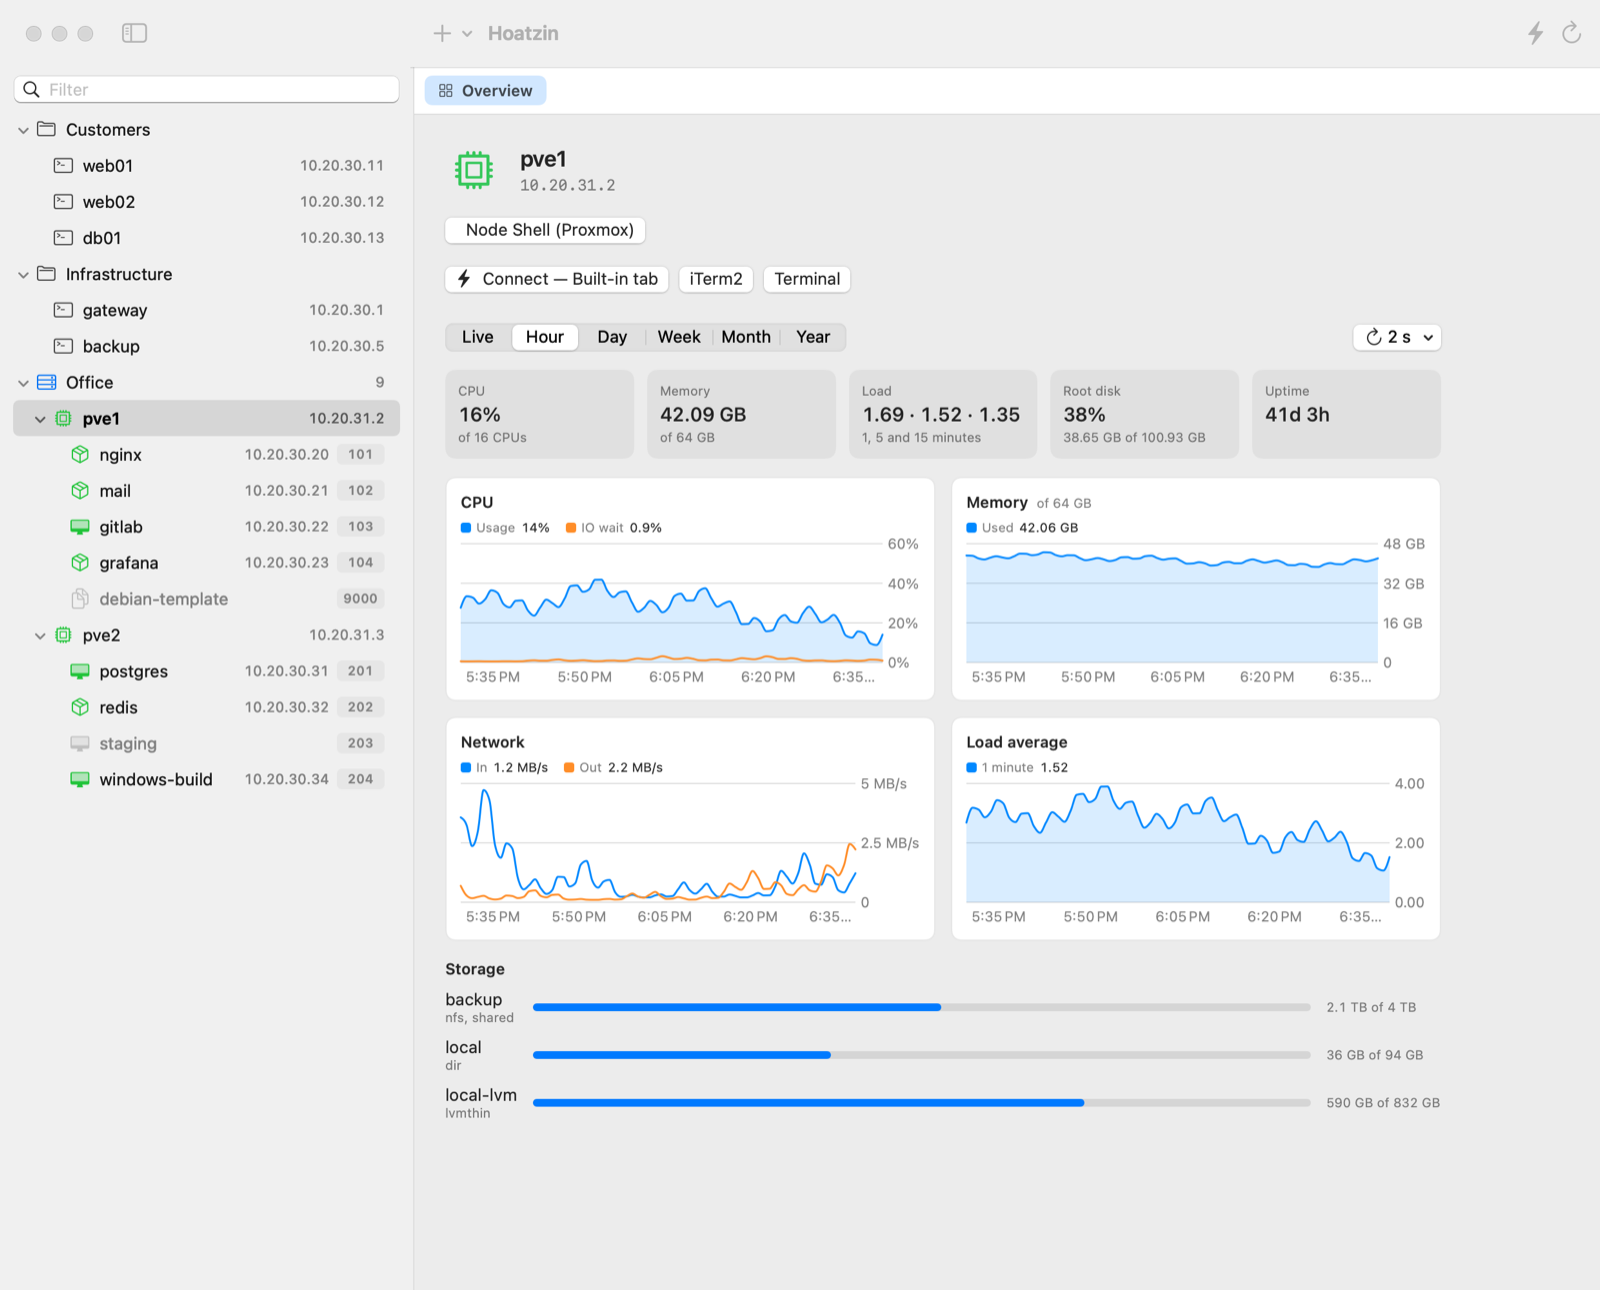 Hoatzin
Filter
Customers
web01 10.20.30.11
web02 10.20.30.12
db01 10.20.30.13
Infrastructure
gateway 10.20.30.1
backup 10.20.30.5
Office 9
pve1 10.20.31.2
nginx 10.20.30.20 101
mail 10.20.30.21 102
gitlab 10.20.30.22 103
grafana 10.20.30.23 104
debian-template 9000
pve2 10.20.31.3
postgres 10.20.30.31 201
redis 10.20.30.32 202
staging 203
windows-build 10.20.30.34 204
Overview
pve1
10.20.31.2
Node Shell (Proxmox)
Connect — Built-in tab iTerm2 Terminal
Live Hour Day Week Month Year 2 s
CPU
16%
of 16 CPUs
Memory
42.09 GB
of 64 GB
Load
1.69 · 1.52 · 1.35
1, 5 and 15 minutes
Root disk
38%
38.65 GB of 100.93 GB
Uptime
41d 3h
CPU
Usage 14% IO wait 0.9%
60%
40%
20%
0%
5:35 PM 5:50 PM 6:05 PM 6:20 PM 6:35...
Memory of 64 GB
Used 42.06 GB
48 GB
32 GB
16 GB
0
5:35 PM 5:50 PM 6:05 PM 6:20 PM 6:35...
Network
In 1.2 MB/s Out 2.2 MB/s
5 MB/s
2.5 MB/s
0
5:35 PM 5:50 PM 6:05 PM 6:20 PM 6:35...
Load average
1 minute 1.52
4.00
2.00
0.00
5:35 PM 5:50 PM 6:05 PM 6:20 PM 6:35...
Storage
backup
nfs, shared
2.1 TB of 4 TB
local
dir
36 GB of 94 GB
local-lvm
lvmthin
590 GB of 832 GB